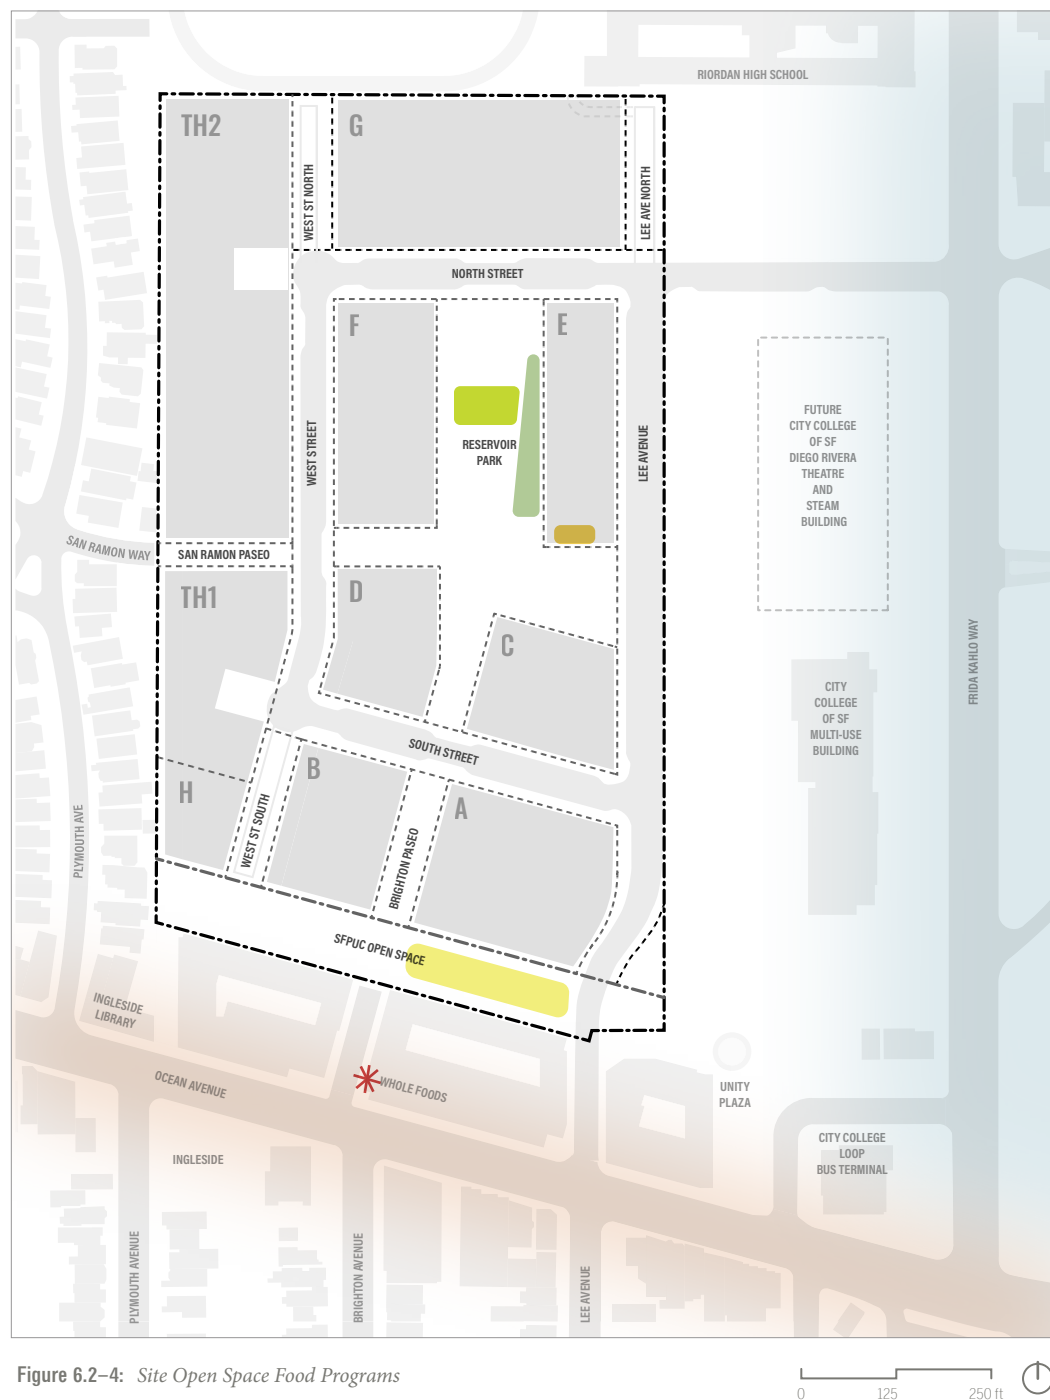 RIORDAN HIGH SCHOOL
TH2
G
WEST ST NORTH
LEE AVE NORTH
NORTH STREET
F
E
RESERVOIR
PARK
WEST STREET
LEE AVENUE
FUTURE
CITY COLLEGE
OF SF
DIEGO RIVERA
THEATRE
AND
STEAM
BUILDING
SAN RAMON WAY
SAN RAMON PASEO
TH1
D
C
FRIDA KAHLO WAY
CITY
COLLEGE
OF SF
MULTI-USE
BUILDING
SOUTH STREET
H
B
A
WEST ST SOUTH
BRIGHTON PASEO
PLYMOUTH AVE
SFPUC OPEN SPACE
INGLESIDE
LIBRARY
OCEAN AVENUE
WHOLE FOODS
UNITY
PLAZA
CITY COLLEGE
LOOP
BUS TERMINAL
INGLESIDE
PLYMOUTH AVENUE
BRIGHTON AVENUE
LEE AVENUE
Figure 6.2–4: Site Open Space Food Programs
0 125 250 ft